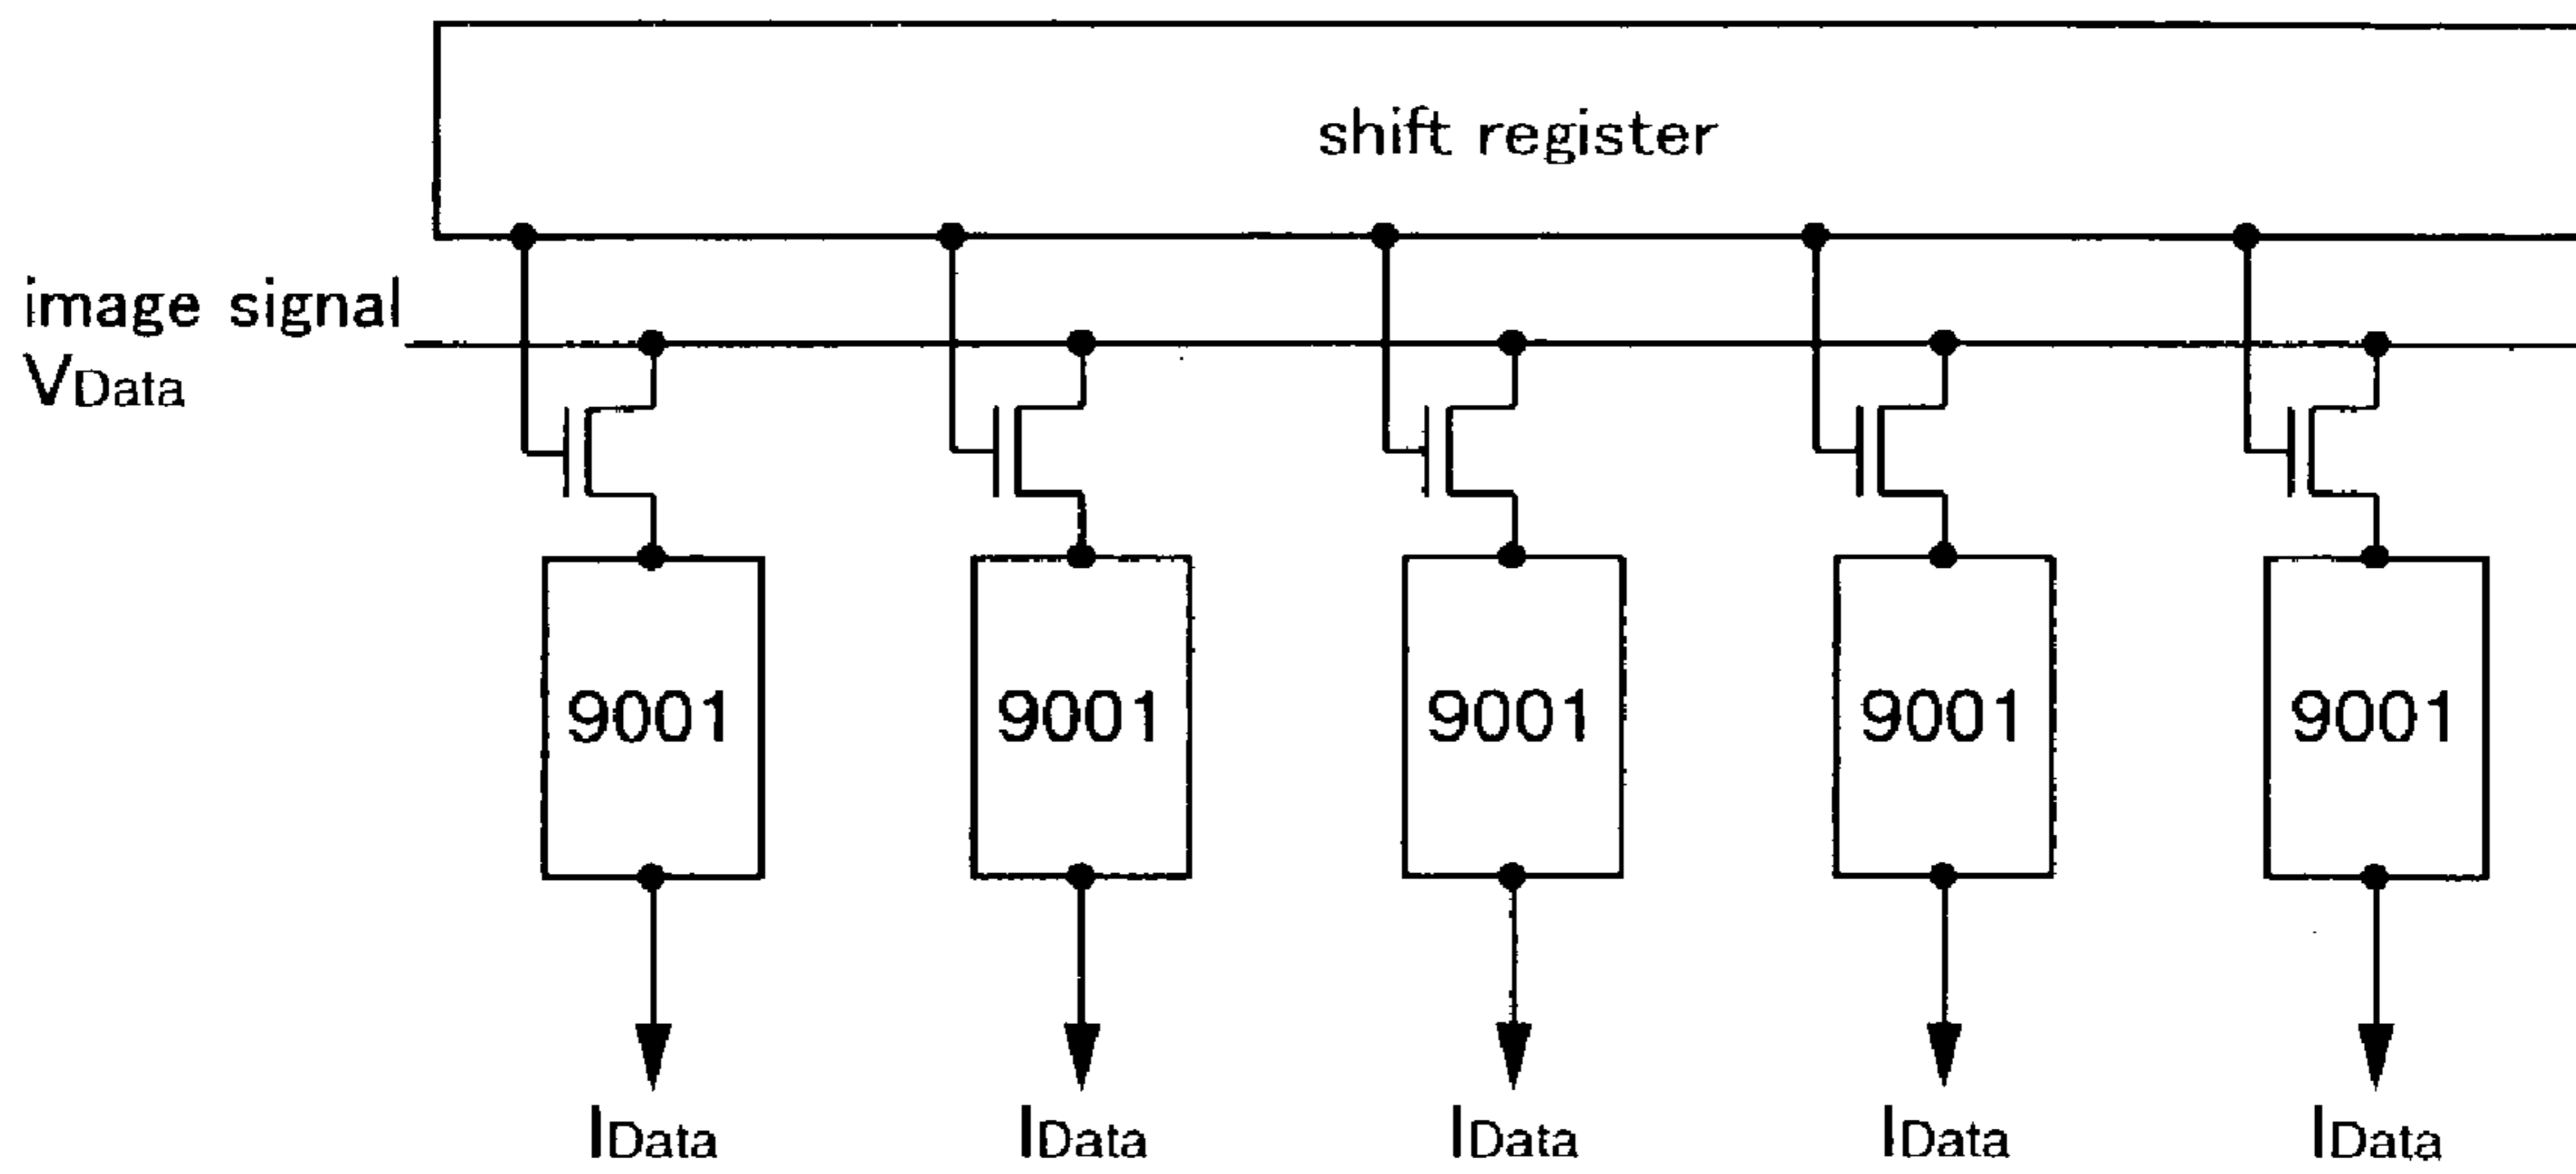 shift register
image signal
VData
9001 9001 9001 9001 9001
IData IData IData IData IData